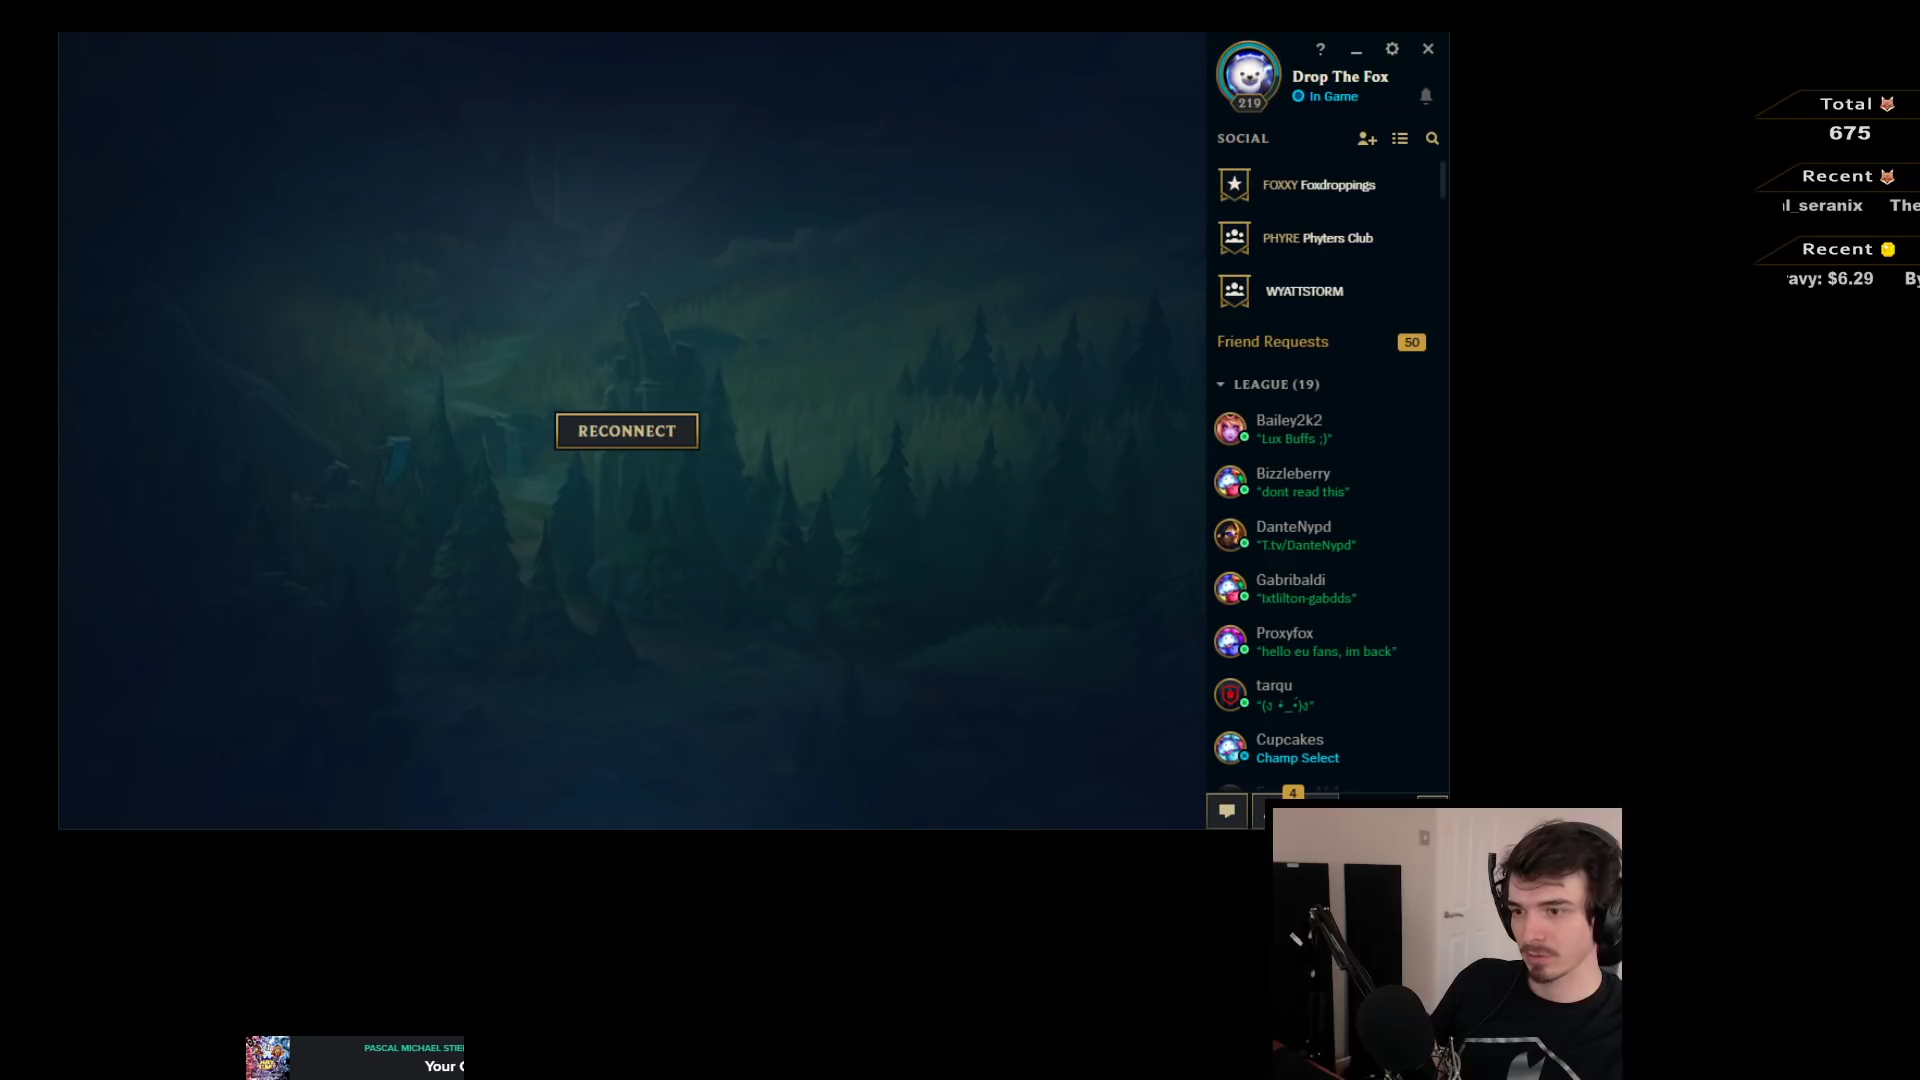 ?
Drop The Fox
In Game
219
SOCIAL
FOXXY Foxdroppings
PHYRE Phyters Club
WYATTSTORM
Friend Requests
50
LEAGUE (19)
Bailey2k2
"Lux Buffs ;)"
Bizzleberry
"dont read this"
DanteNypd
"T.tv/DanteNypd"
Gabribaldi
"Ixtlilton-gabdds"
Proxyfox
"hello eu fans, im back"
tarqu
Cupcakes
Champ Select
4
RECONNECT
Total
675
Recent
l_seranix The
Recent
avy: $6.29 By
PASCAL MICHAEL STIE
Your